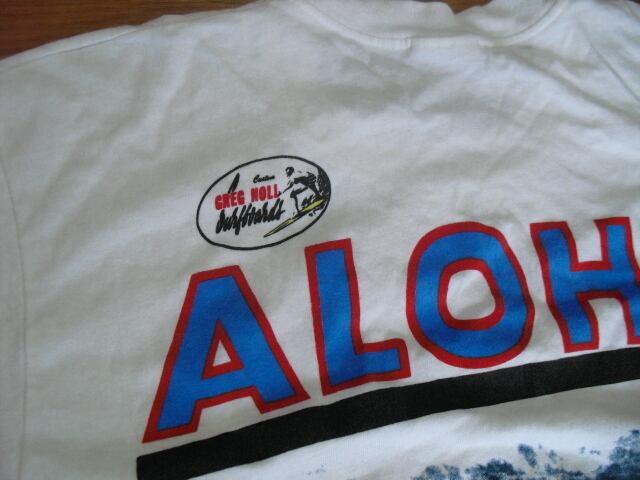 A
Custom
GREG NOLL
Surfboards
ALOH